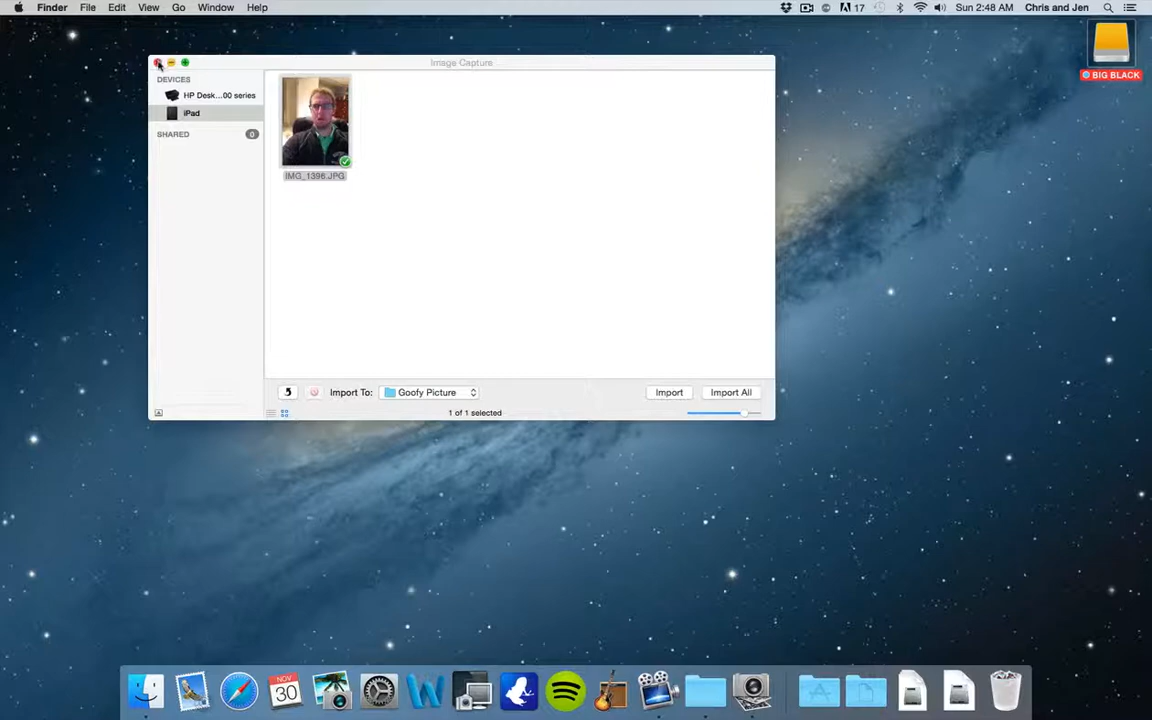 Finder File Edit View Go Window Help
17 Sun 2:48 AM Chris and Jen
BIG BLACK
Image Capture
DEVICES
HP Desk...00 series
iPad
SHARED 0
IMG_1396.JPG
Import To: Goofy Picture Import Import All
1 of 1 selected
NOV
30